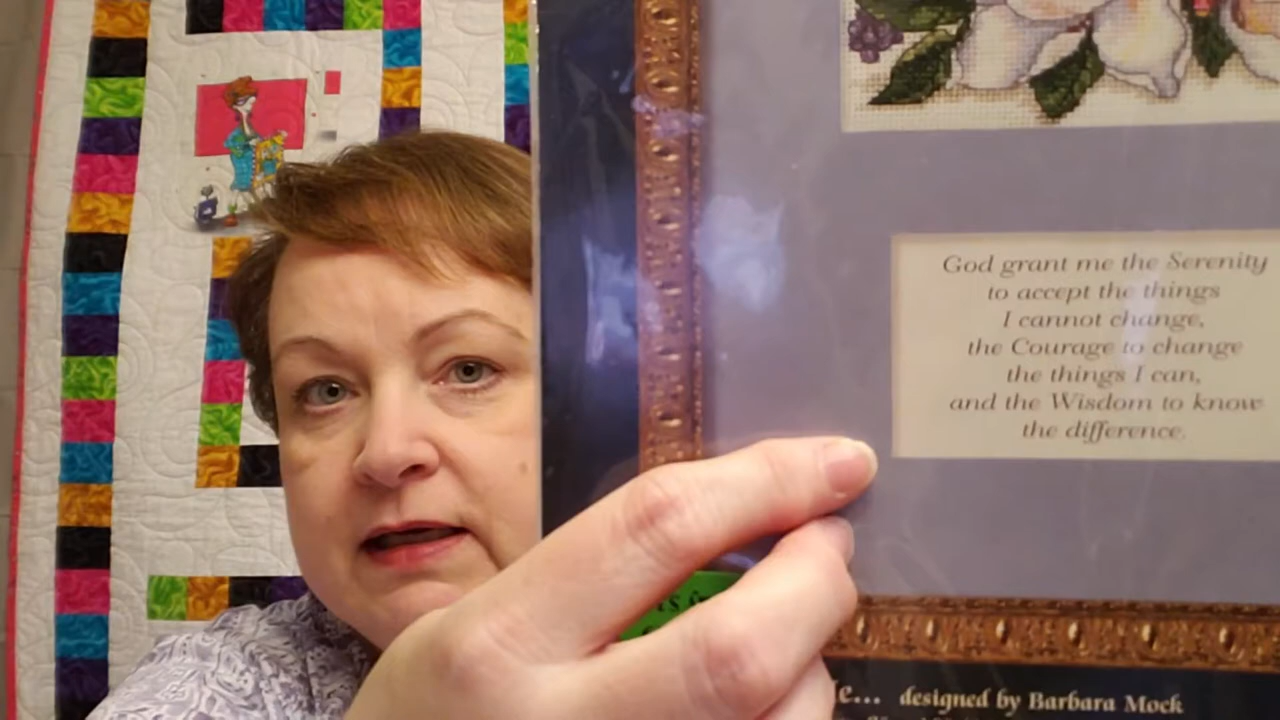 God grant me the Serenity
to accept the things
I cannot change,
the Courage to change
the things I can,
and the Wisdom to know
the difference.
designed by Barbara Mock